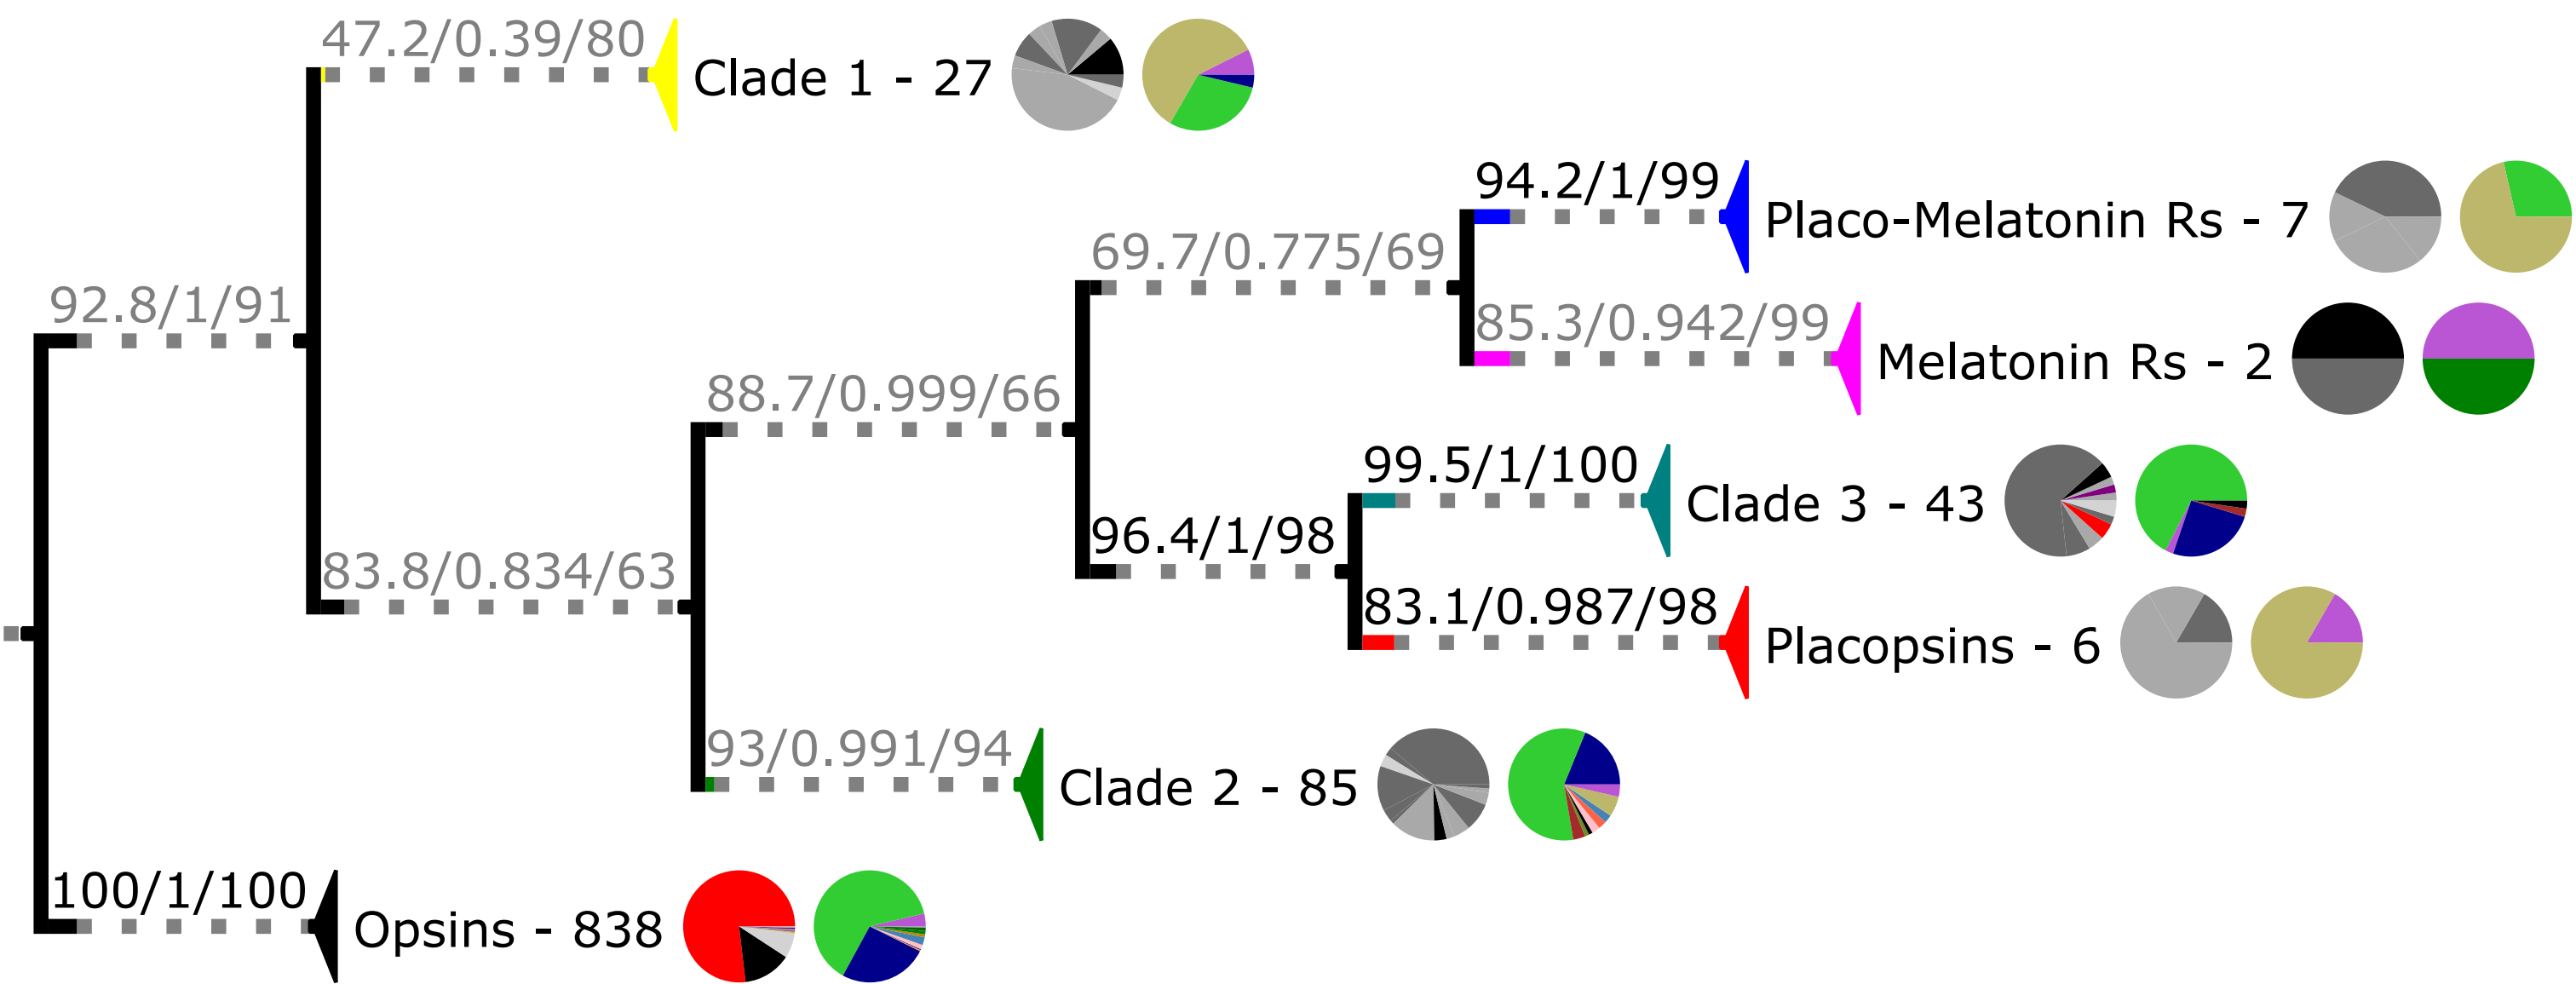 47.2/0.39/80
Clade 1 - 27
94.2/1/99
Placo-Melatonin Rs - 7
69.7/0.775/69
92.8/1/91
85.3/0.942/99
Melatonin Rs - 2
88.7/0.999/66
99.5/1/100
Clade 3 - 43
96.4/1/98
83.8/0.834/63
83.1/0.987/98
Placopsins - 6
93/0.991/94
Clade 2 - 85
100/1/100
Opsins - 838